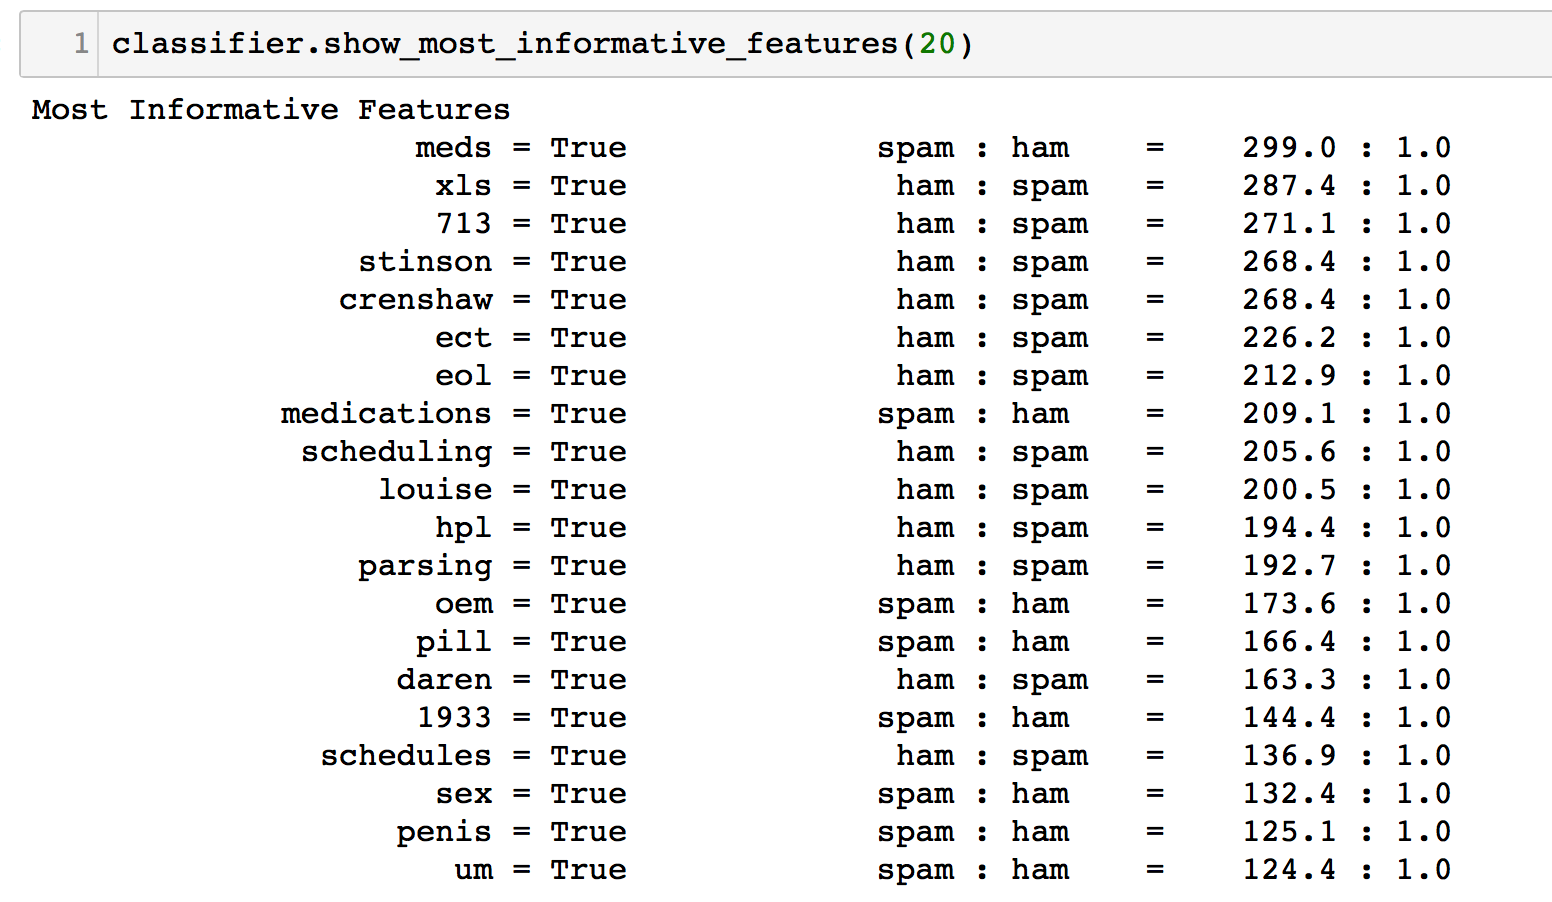 1 classifier.show_most_informative_features(20)
Most Informative Features
meds = True spam : ham = 299.0 : 1.0
xls = True ham : spam = 287.4 : 1.0
713 = True ham : spam = 271.1 : 1.0
stinson = True ham : spam = 268.4 : 1.0
crenshaw = True ham : spam = 268.4 : 1.0
ect = True ham : spam = 226.2 : 1.0
eol = True ham : spam = 212.9 : 1.0
medications = True spam : ham = 209.1 : 1.0
scheduling = True ham : spam = 205.6 : 1.0
louise = True ham : spam = 200.5 : 1.0
hpl = True ham : spam = 194.4 : 1.0
parsing = True ham : spam = 192.7 : 1.0
oem = True spam : ham = 173.6 : 1.0
pill = True spam : ham = 166.4 : 1.0
daren = True ham : spam = 163.3 : 1.0
1933 = True spam : ham = 144.4 : 1.0
schedules = True ham : spam = 136.9 : 1.0
sex = True spam : ham = 132.4 : 1.0
penis = True spam : ham = 125.1 : 1.0
um = True spam : ham = 124.4 : 1.0